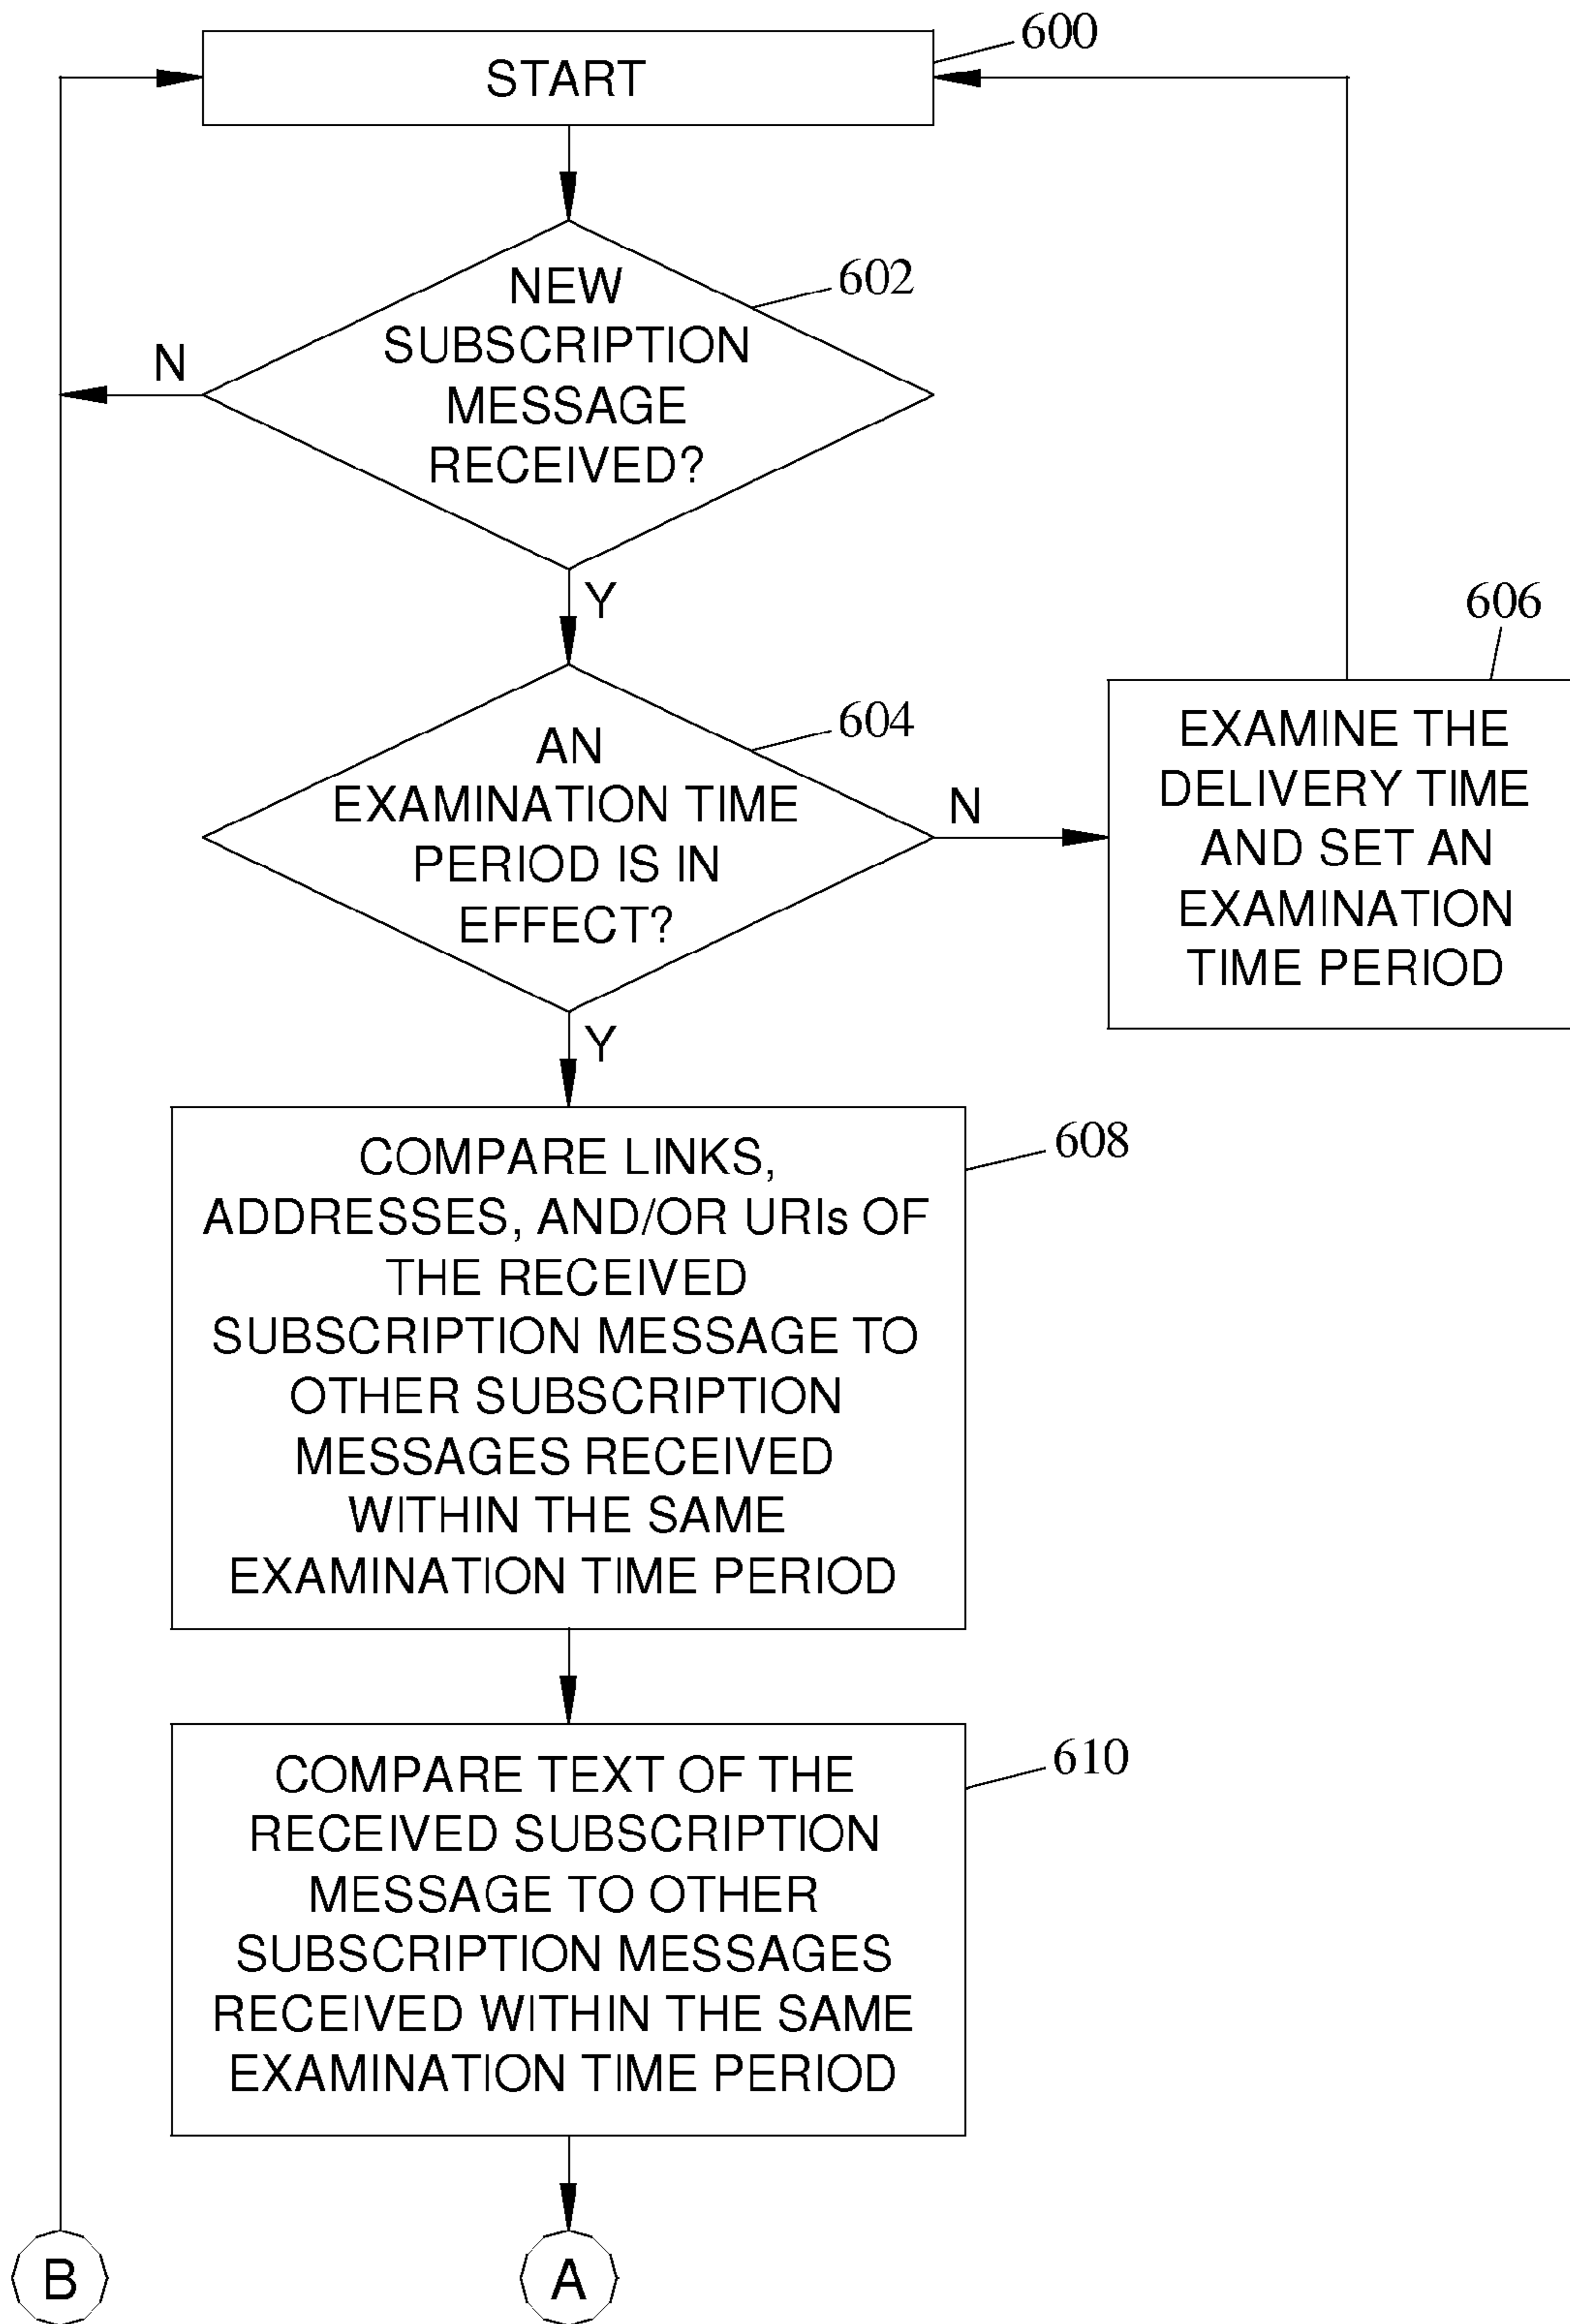 START
600
NEW
SUBSCRIPTION
MESSAGE
RECEIVED?
602
N
Y
AN
EXAMINATION TIME
PERIOD IS IN
EFFECT?
604
N
606
EXAMINE THE
DELIVERY TIME
AND SET AN
EXAMINATION
TIME PERIOD
Y
COMPARE LINKS,
ADDRESSES, AND/OR URIs OF
THE RECEIVED
SUBSCRIPTION MESSAGE TO
OTHER SUBSCRIPTION
MESSAGES RECEIVED
WITHIN THE SAME
EXAMINATION TIME PERIOD
608
COMPARE TEXT OF THE
RECEIVED SUBSCRIPTION
MESSAGE TO OTHER
SUBSCRIPTION MESSAGES
RECEIVED WITHIN THE SAME
EXAMINATION TIME PERIOD
610
B
A